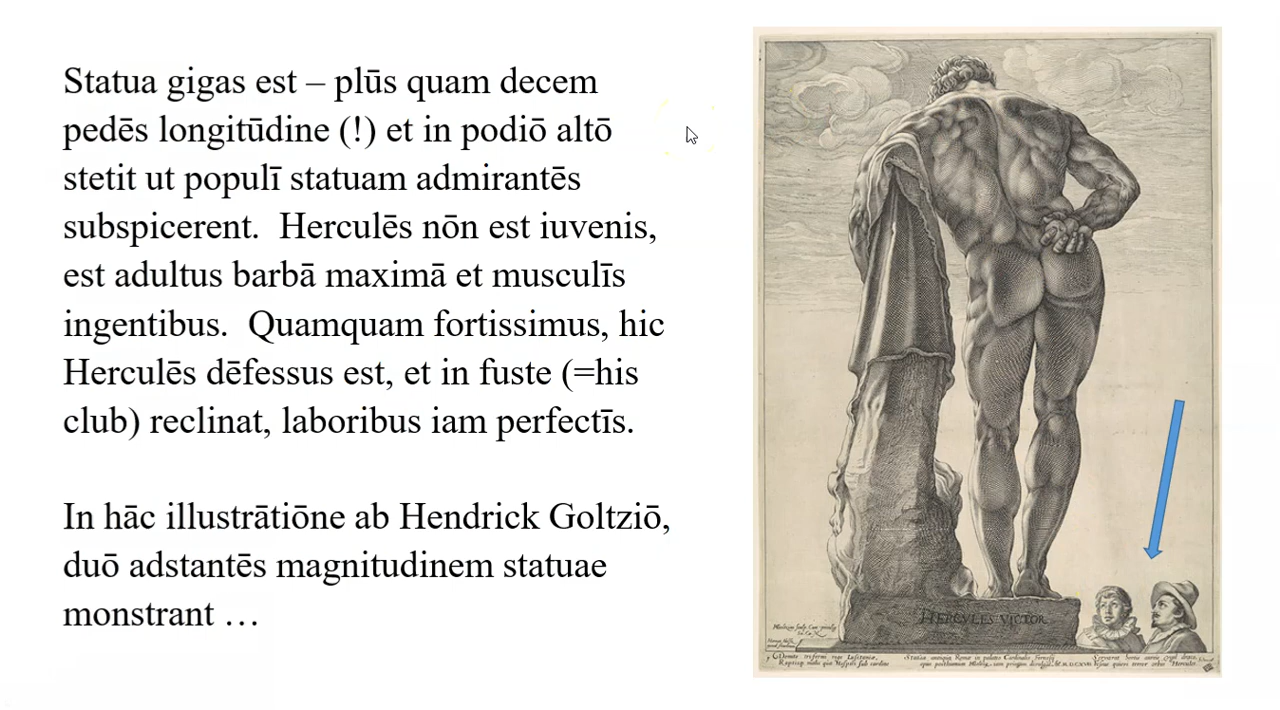 Statua gigas est – plūs quam decem
pedēs longitūdine (!) et in podiō altō
stetit ut populī statuam admirantēs
subspicerent. Herculēs nōn est iuvenis,
est adultus barbā maximā et musculīs
ingentibus. Quamquam fortissimus, hic
Herculēs dēfessus est, et in fuste (=his
club) reclinat, laboribus iam perfectīs.
In hāc illustrātiōne ab Hendrick Goltziō,
duō adstantēs magnitudinem statuae
monstrant …
HERCVLES VICTOR